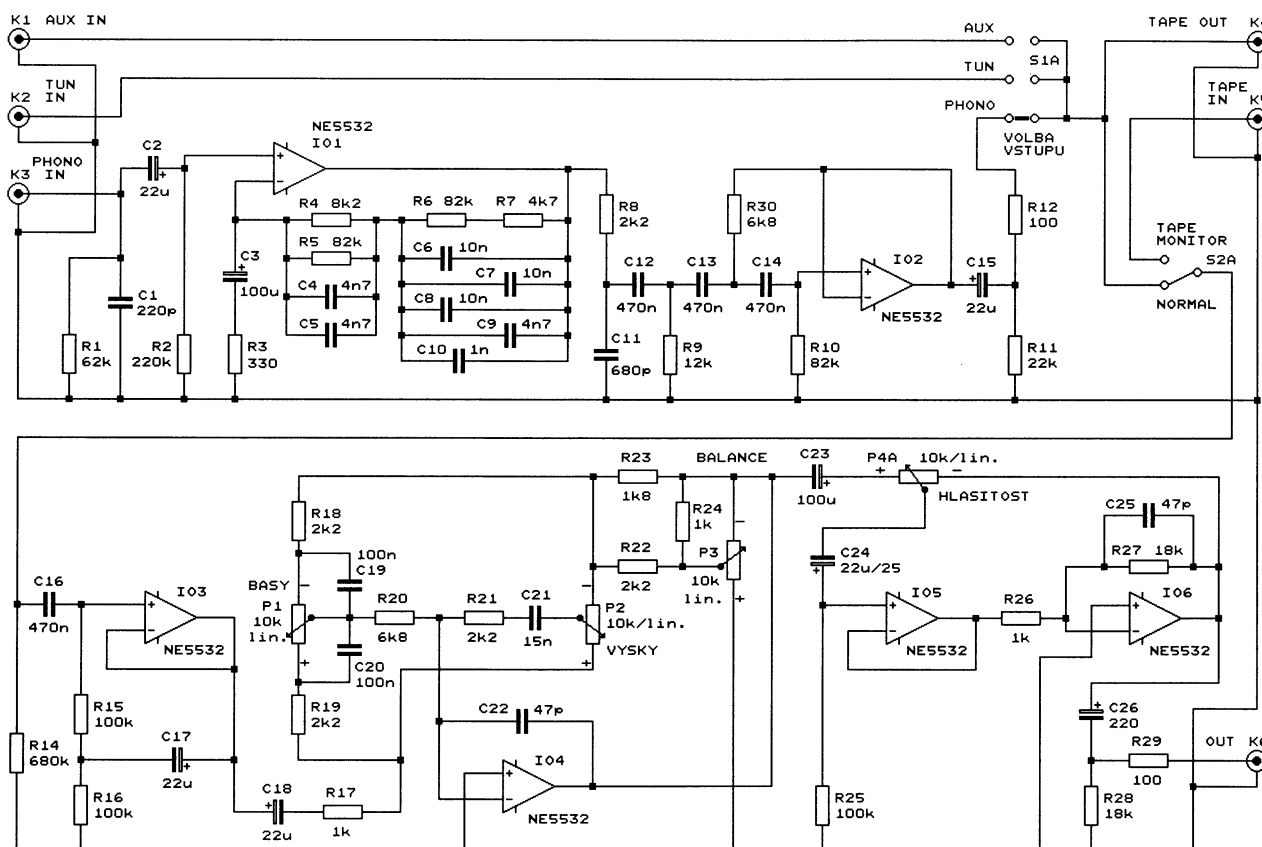 K1 AUX IN
AUX
TAPE OUT
S1A
TUN
K2
TUN
IN
TAPE
IN
PHONO
NE5532
IO1
VOLBA
VSTUPU
C2
PHONO
K3
IN
22u
R4 8k2
R6 82k
R7 4k7
R8
2k2
R30
6k8
R12
100
R5 82k
C6 10n
TAPE
MONITOR
S2A
C3
100u
C7 10n
C12
C13
C14
IO2
C15
C1
220p
C4 4n7
C8 10n
470n
470n
470n
22u
NORMAL
C5 4n7
C9 4n7
NE5532
R1
62k
R2
220k
R3
330
C10 1n
C11
680p
R9
12k
R10
82k
R11
22k
R23
1k8
BALANCE
C23
100u
P4A 10k/lin.
HLASITOST
R18
2k2
R24
1k
C25 47p
100n
C19
R22
2k2
P3
10k
lin.
C24
22u/25
R27 18k
C16
470n
IO3
BASY
P1
10k
lin.
R20
6k8
R21
2k2
C21
15n
P2
10k/lin.
VYSKY
IO5
R26
1k
IO6
NE5532
C20
100n
NE5532
NE5532
R15
100k
R19
2k2
C22 47p
C26
220
R14
680k
C17
22u
IO4
R29
100
OUT K6
R16
100k
C18
22u
R17
1k
NE5532
R25
100k
R28
18k